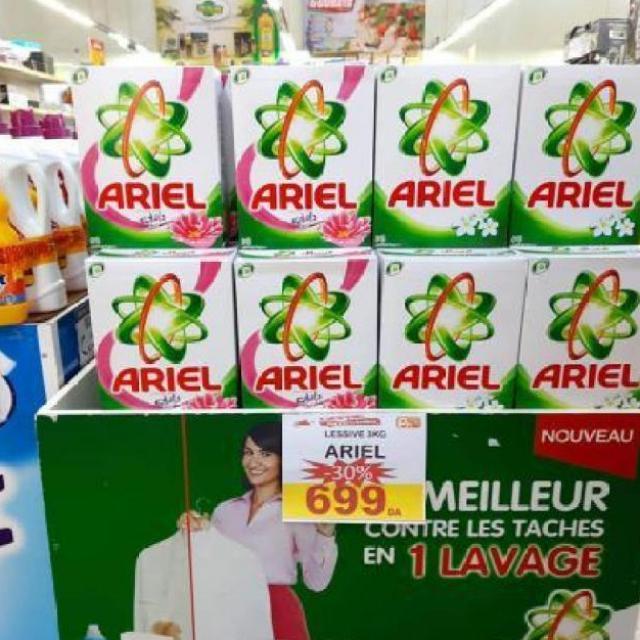 ARIEL
ARIEL
ARIEL
ARIEL
ARIEL
ARIEL
ARIEL
ARIEL
LESSIVE 3KG
ARIEL
30%
699 DA
NOUVEAU
MEILLEUR
CONTRE LES TACHES
EN 1 LAVAGE